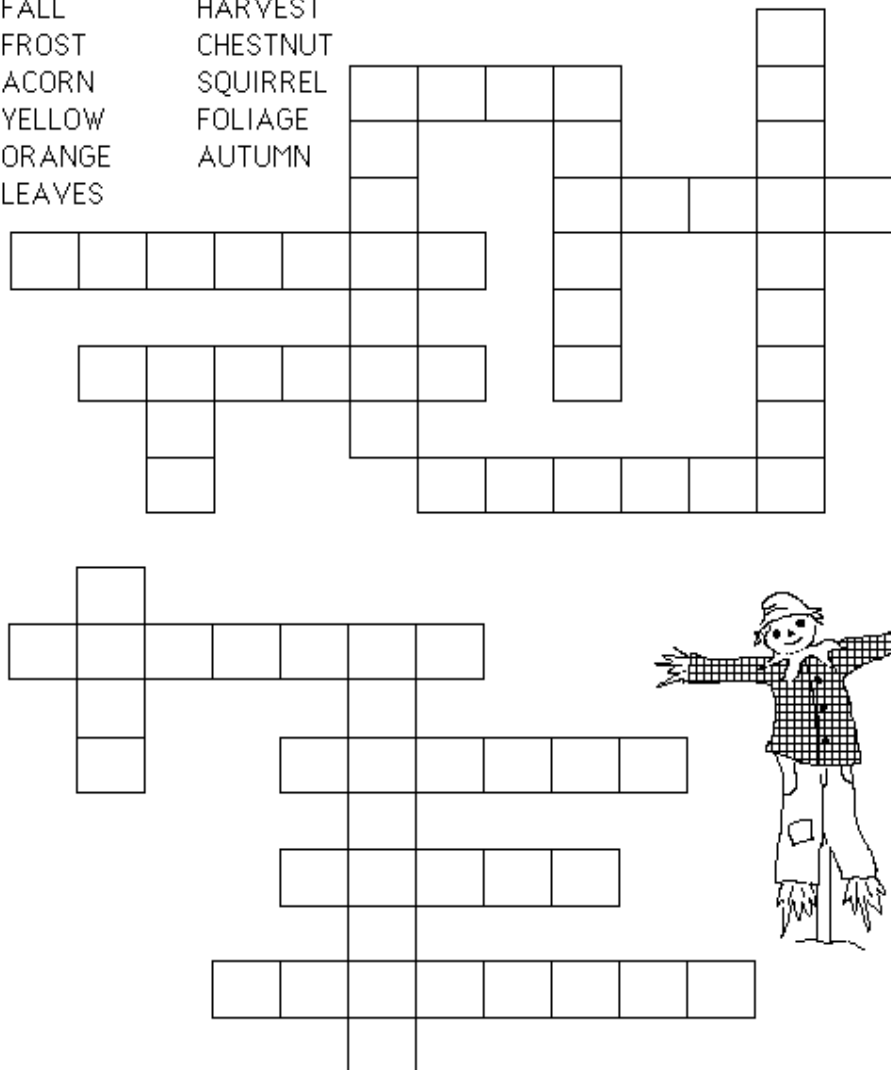 FALL HARVEST
FROST CHESTNUT
ACORN SQUIRREL
YELLOW FOLIAGE
ORANGE AUTUMN
LEAVES